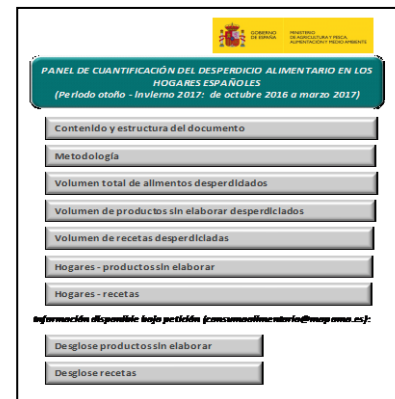 GOBIERNO
DE ESPAÑA
MINISTERIO
DE AGRICULTURA Y PESCA,
ALIMENTACIÓN Y MEDIO AMBIENTE
PANEL DE CUANTIFICACIÓN DEL DESPERDICIO ALIMENTARIO EN LOS
HOGARES ESPAÑOLES
(Periodo otoño - invierno 2017: de octubre 2016 a marzo 2017)
Contenido y estructura del documento
Metodología
Volumen total de alimentos desperdidados
Volumen de productos sin elaborar desperdiciados
Volumen de recetas desperdiciadas
Hogares - productos sin elaborar
Hogares - recetas
Información disponible bajo petición (consumoalimentario@mapama.es):
Desglose productos sin elaborar
Desglose recetas